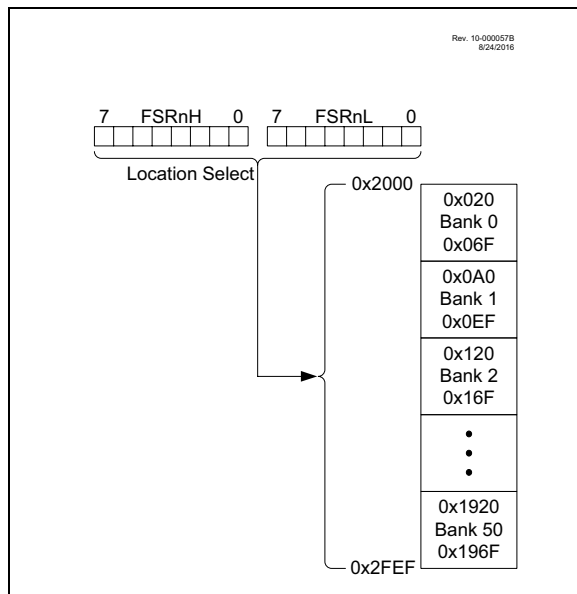 Rev. 10-000057B
8/24/2016
7 FSRnH 0 7 FSRnL 0
Location Select
0x2000
0x020
Bank 0
0x06F
0x0A0
Bank 1
0x0EF
0x120
Bank 2
0x16F
0x1920
Bank 50
0x196F
0x2FEF